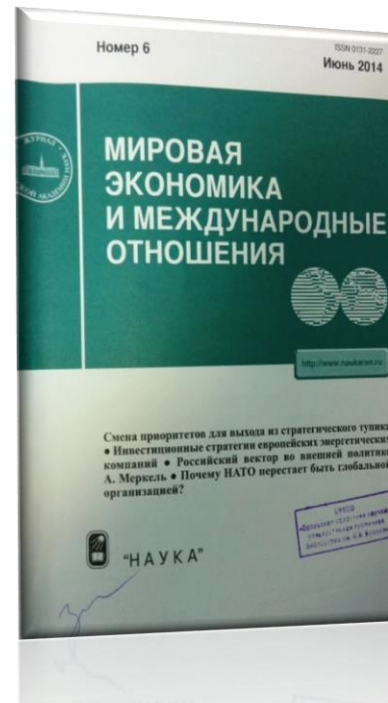 Номер 6
ISSN 0131-2227
Июнь 2014
ЖУРНАЛ
МИРОВАЯ
ЭКОНОМИКА
И МЕЖДУНАРОДНЫЕ
ОТНОШЕНИЯ
http://www.naukaran.ru
Смена приоритетов для выхода из стратегического тупика
● Инвестиционные стратегии европейских энергетических
компаний ● Российский вектор во внешней политике
А. Меркель ● Почему НАТО перестает быть глобальной
организацией?
"НАУКА"